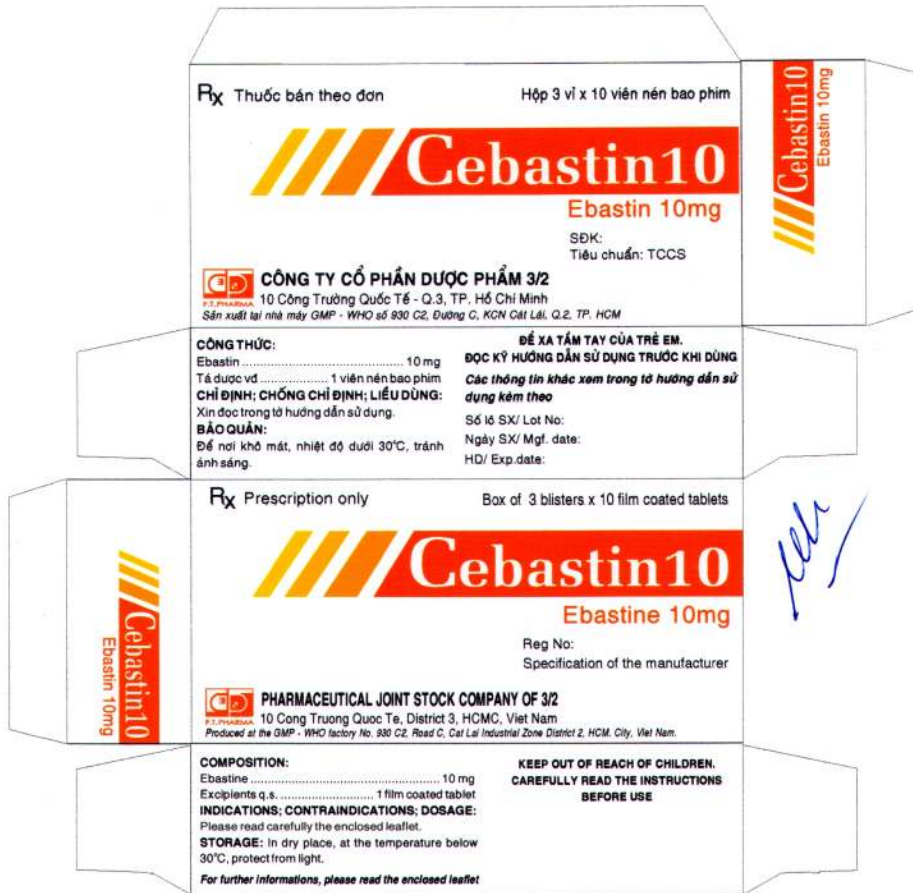 Rx Thuốc bán theo đơn
Hộp 3 vỉ x 10 viên nén bao phim
Cebastin10
Ebastin 10mg
SĐK:
Tiêu chuẩn: TCCS
P.T.PHARMA
CÔNG TY CỔ PHẦN DƯỢC PHẨM 3/2
10 Công Trường Quốc Tế - Q.3, TP. Hồ Chí Minh
Sản xuất tại nhà máy GMP - WHO số 930 C2, Đường C, KCN Cát Lái, Q.2, TP. HCM
Cebastin10
Ebastin 10mg
CÔNG THỨC:
Ebastin ........................ 10 mg
Tá dược vđ .................... 1 viên nén bao phim
CHỈ ĐỊNH; CHỐNG CHỈ ĐỊNH; LIỀU DÙNG:
Xin đọc trong tờ hướng dẫn sử dụng.
BẢO QUẢN:
Để nơi khô mát, nhiệt độ dưới 30°C, tránh
ánh sáng.
ĐỂ XA TẦM TAY CỦA TRẺ EM.
ĐỌC KỸ HƯỚNG DẪN SỬ DỤNG TRƯỚC KHI DÙNG
Các thông tin khác xem trong tờ hướng dẫn sử
dụng kèm theo
Số lô SX/ Lot No:
Ngày SX/ Mgf. date:
HD/ Exp.date:
Rx Prescription only
Box of 3 blisters x 10 film coated tablets
Cebastin10
Ebastine 10mg
Reg No:
Specification of the manufacturer
P.T.PHARMA
PHARMACEUTICAL JOINT STOCK COMPANY OF 3/2
10 Cong Truong Quoc Te, District 3, HCMC, Viet Nam
Produced at the GMP - WHO factory No. 930 C2, Road C, Cat Lai Industrial Zone District 2, HCM. City, Viet Nam.
Cebastin10
Ebastin 10mg
COMPOSITION:
Ebastine ........................ 10 mg
Excipients q.s. ........................ 1 film coated tablet
INDICATIONS; CONTRAINDICATIONS; DOSAGE:
Please read carefully the enclosed leaflet.
STORAGE: In dry place, at the temperature below
30°C, protect from light.
For further informations, please read the enclosed leaflet
KEEP OUT OF REACH OF CHILDREN.
CAREFULLY READ THE INSTRUCTIONS
BEFORE USE